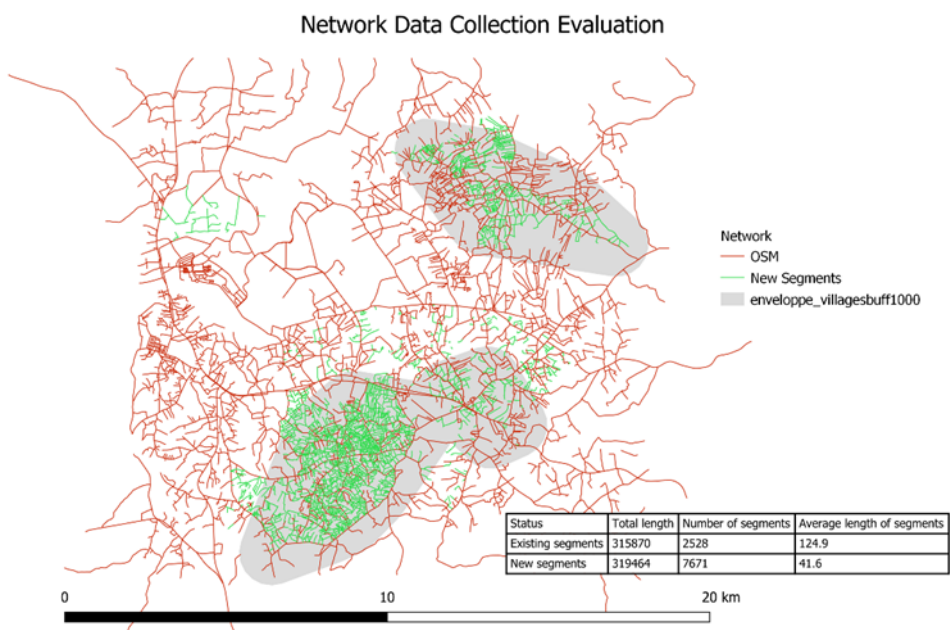 Network Data Collection Evaluation
Network
OSM
New Segments
enveloppe_villagesbuff1000
Status Total length Number of segments Average length of segments
Existing segments 315870 2528 124.9
New segments 319464 7671 41.6
0 10 20 km